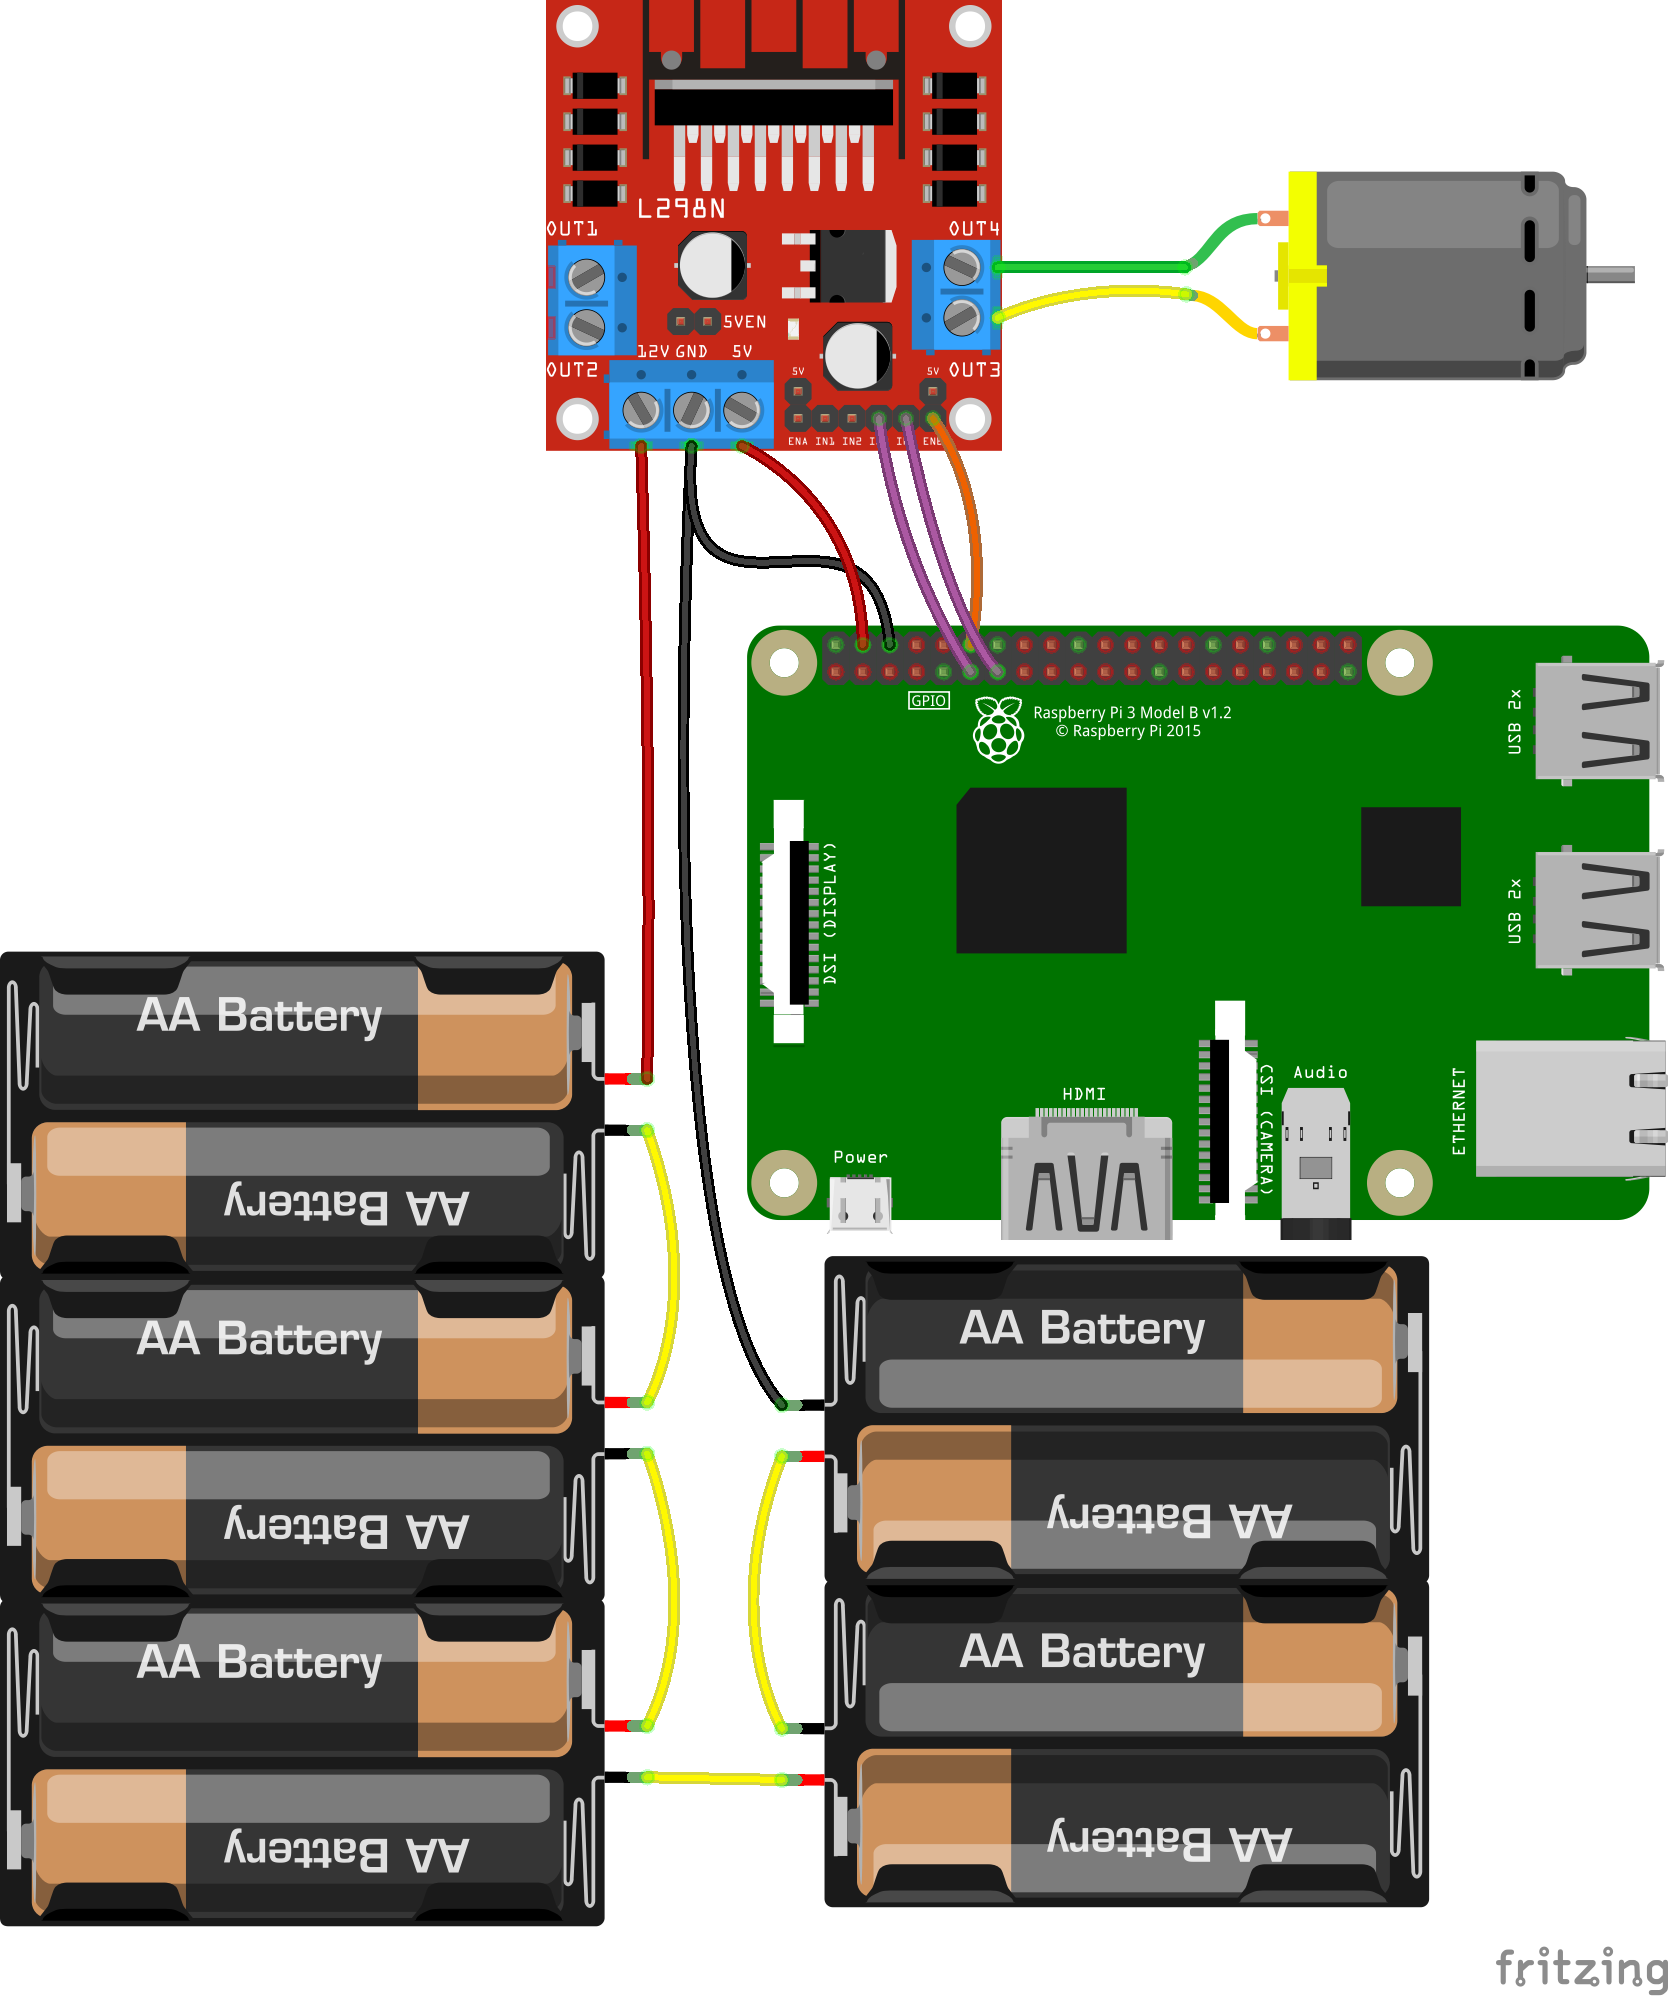 L298N
OUT1
OUT4
5VEN
12V GND 5V
OUT2
OUT3
5V
5V
ENA IN1 IN2
GPIO
Raspberry Pi 3 Model B v1.2
© Raspberry Pi 2015
USB 2x
DSI (DISPLAY)
USB 2x
AA Battery
Audio
HDMI
CSI (CAMERA)
ETHERNET
Power
AA Battery
AA Battery
AA Battery
AA Battery
AA Battery
AA Battery
AA Battery
AA Battery
AA Battery
fritzing